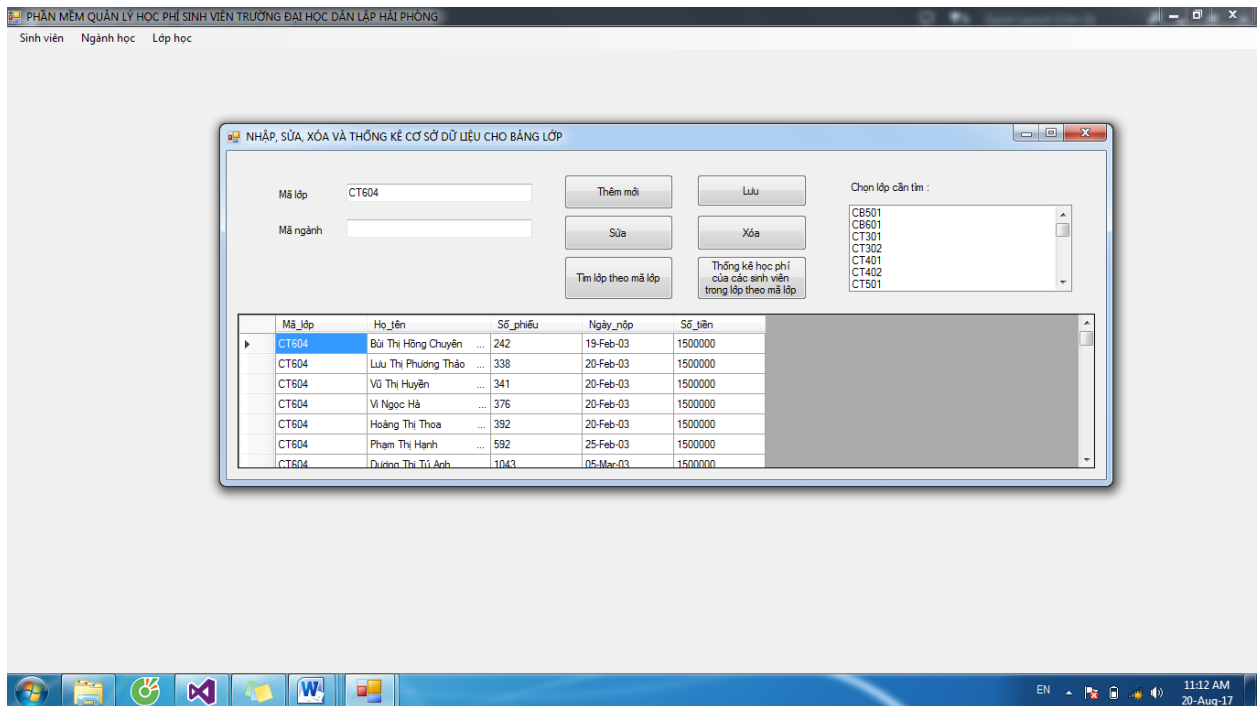 PHẦN MỀM QUẢN LÝ HỌC PHÍ SINH VIÊN TRƯỜNG ĐẠI HỌC DÂN LẬP HẢI PHÒNG
Sinh viên Ngành học Lớp học
NHẬP, SỬA, XÓA VÀ THỐNG KÊ CƠ SỞ DỮ LIỆU CHO BẢNG LỚP
Mã lớp CT604 Thêm mới Lưu Chọn lớp cần tìm :
Mã ngành Sửa Xóa
Tìm lớp theo mã lớp
Thống kê học phí
của các sinh viên
trong lớp theo mã lớp
CB501
CB601
CT301
CT302
CT401
CT402
CT501
Mã_lớp Họ_tên Số_phiếu Ngày_nộp Số_tiền
CT604 Bùi Thị Hồng Chuyên ... 242 19-Feb-03 1500000
CT604 Lưu Thị Phương Thảo ... 338 20-Feb-03 1500000
CT604 Vũ Thị Huyền ... 341 20-Feb-03 1500000
CT604 Vi Ngọc Hà ... 376 20-Feb-03 1500000
CT604 Hoàng Thị Thoa ... 392 20-Feb-03 1500000
CT604 Phạm Thị Hạnh ... 592 25-Feb-03 1500000
CT604 Dương Thị Tú Anh 1043 05-Mar-03 1500000
EN 11:12 AM
20-Aug-17